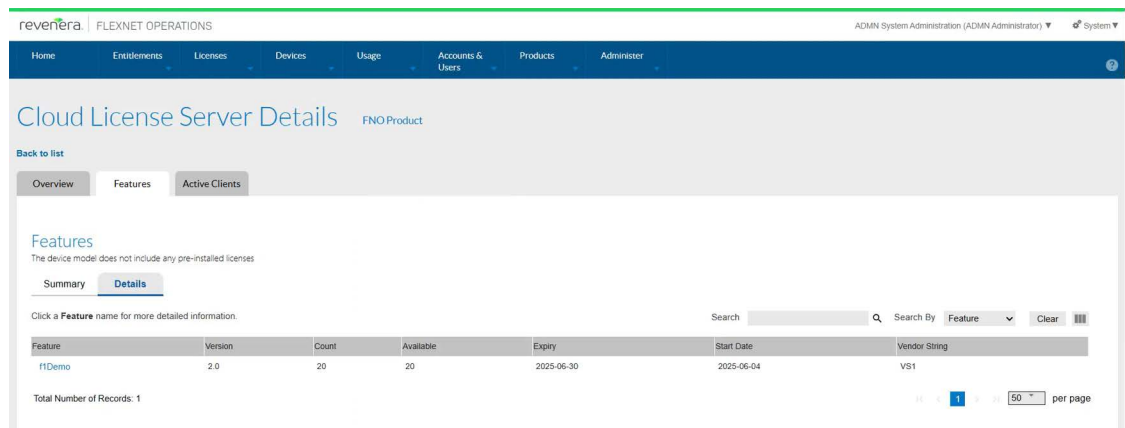 revenera. FLEXNET OPERATIONS ADMN System Administration (ADMN Administrator) ▼ System ▼
Home Entitlements Licenses Devices Usage Accounts & Users Products Administer
Cloud License Server Details FNO Product
Back to list
Overview Features Active Clients
Features
The device model does not include any pre-installed licenses
Summary Details
Click a Feature name for more detailed information. Search Search By Feature Clear
Feature Version Count Available Expiry Start Date Vendor String
f1Demo 2.0 20 20 2025-06-30 2025-06-04 VS1
Total Number of Records: 1 1 50 per page